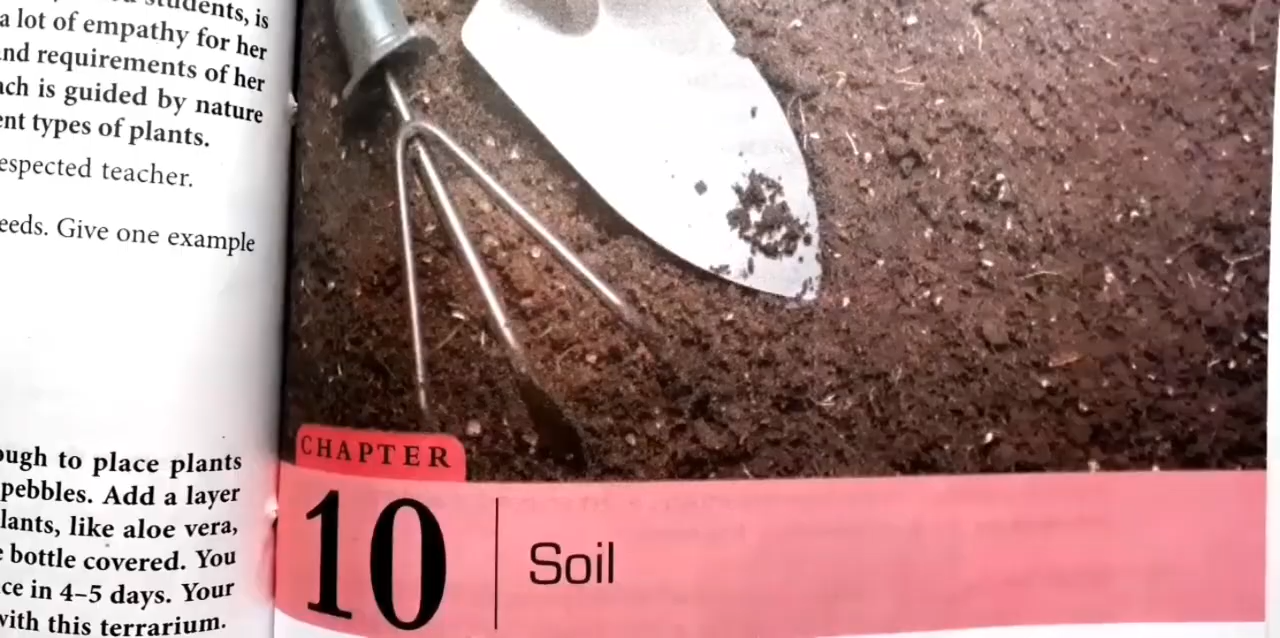 students, is
a lot of empathy for her
nd requirements of her
ach is guided by nature
ent types of plants.
espected teacher.
eeds. Give one example
ough to place plants
pebbles. Add a layer
lants, like aloe vera,
bottle covered. You
ce in 4–5 days. Your
with this terrarium.
CHAPTER
10
Soil